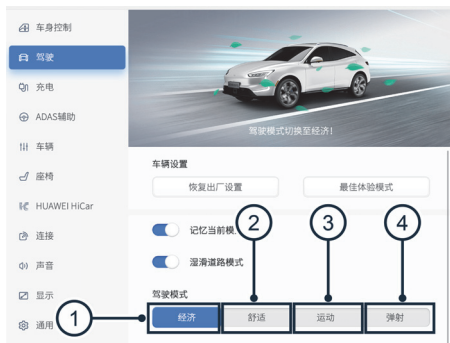 车身控制
驾驶
充电
ADAS辅助
车辆
座椅
HUAWEI HiCar
连接
声音
显示
通用
驾驶模式切换至经济!
车辆设置
恢复出厂设置
最佳体验模式
记忆当前模
湿滑道路模式
驾驶模式
经济
舒适
运动
弹射
1
2
3
4